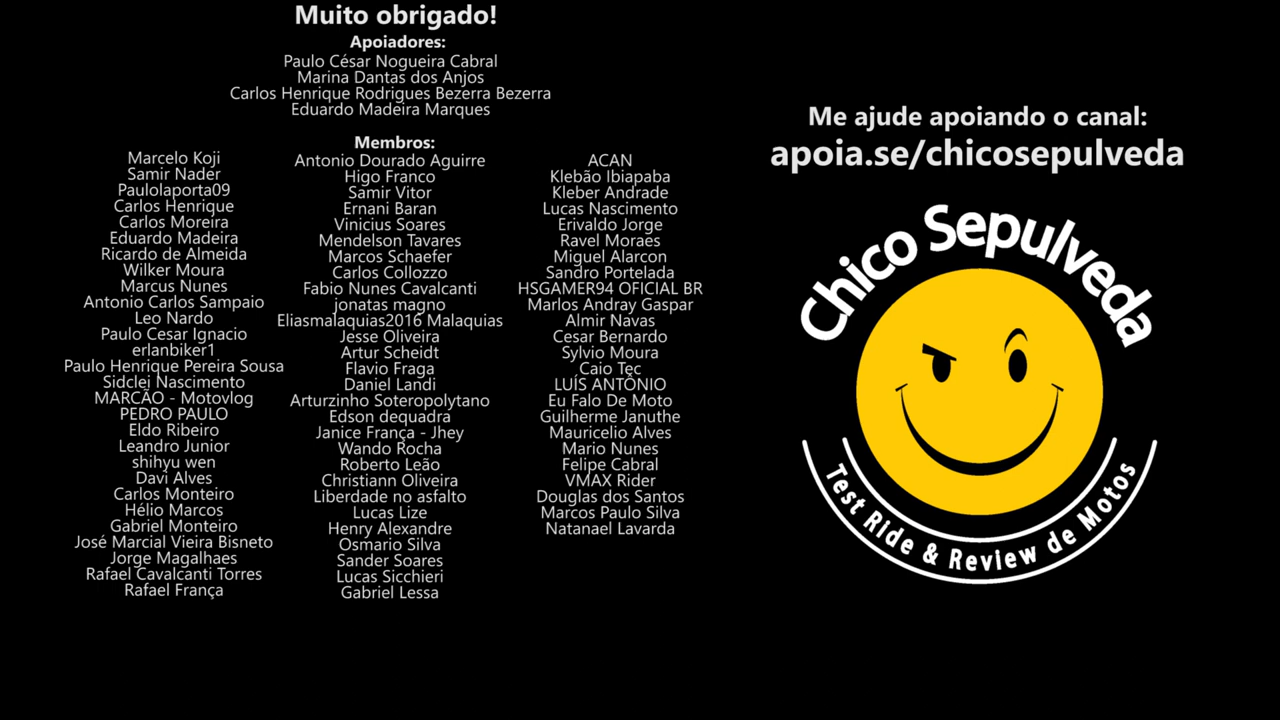 Muito obrigado!
Apoiadores:
Paulo César Nogueira Cabral
Marina Dantas dos Anjos
Carlos Henrique Rodrigues Bezerra Bezerra
Eduardo Madeira Marques
Membros:
Marcelo Koji
Samir Nader
Paulolaporta09
Carlos Henrique
Carlos Moreira
Eduardo Madeira
Ricardo de Almeida
Wilker Moura
Marcus Nunes
Antonio Carlos Sampaio
Leo Nardo
Paulo Cesar Ignacio
erlanbiker1
Paulo Henrique Pereira Sousa
Sidclei Nascimento
MARCÃO - Motovlog
PEDRO PAULO
Eldo Ribeiro
Leandro Junior
shihyu wen
Davi Alves
Carlos Monteiro
Hélio Marcos
Gabriel Monteiro
José Marcial Vieira Bisneto
Jorge Magalhaes
Rafael Cavalcanti Torres
Rafael França
Antonio Dourado Aguirre
Higo Franco
Samir Vitor
Ernani Baran
Vinicius Soares
Mendelson Tavares
Marcos Schaefer
Carlos Collozzo
Fabio Nunes Cavalcanti
jonatas magno
Eliasmalaquias2016 Malaquias
Jesse Oliveira
Artur Scheidt
Flavio Fraga
Daniel Landi
Arturzinho Soteropolytano
Edson dequadra
Janice França - Jhey
Wando Rocha
Roberto Leão
Christiann Oliveira
Liberdade no asfalto
Lucas Lize
Henry Alexandre
Osmario Silva
Sander Soares
Lucas Sicchieri
Gabriel Lessa
ACAN
Klebão Ibiapaba
Kleber Andrade
Lucas Nascimento
Erivaldo Jorge
Ravel Moraes
Miguel Alarcon
Sandro Portelada
HSGAMER94 OFICIAL BR
Marlos Andray Gaspar
Almir Navas
Cesar Bernardo
Sylvio Moura
Caio Tec
LUÍS ANTÔNIO
Eu Falo De Moto
Guilherme Januthe
Mauricelio Alves
Mario Nunes
Felipe Cabral
VMAX Rider
Douglas dos Santos
Marcos Paulo Silva
Natanael Lavarda
Me ajude apoiando o canal:
apoia.se/chicosepulveda
Chico Sepulveda
Test Ride & Review de Motos